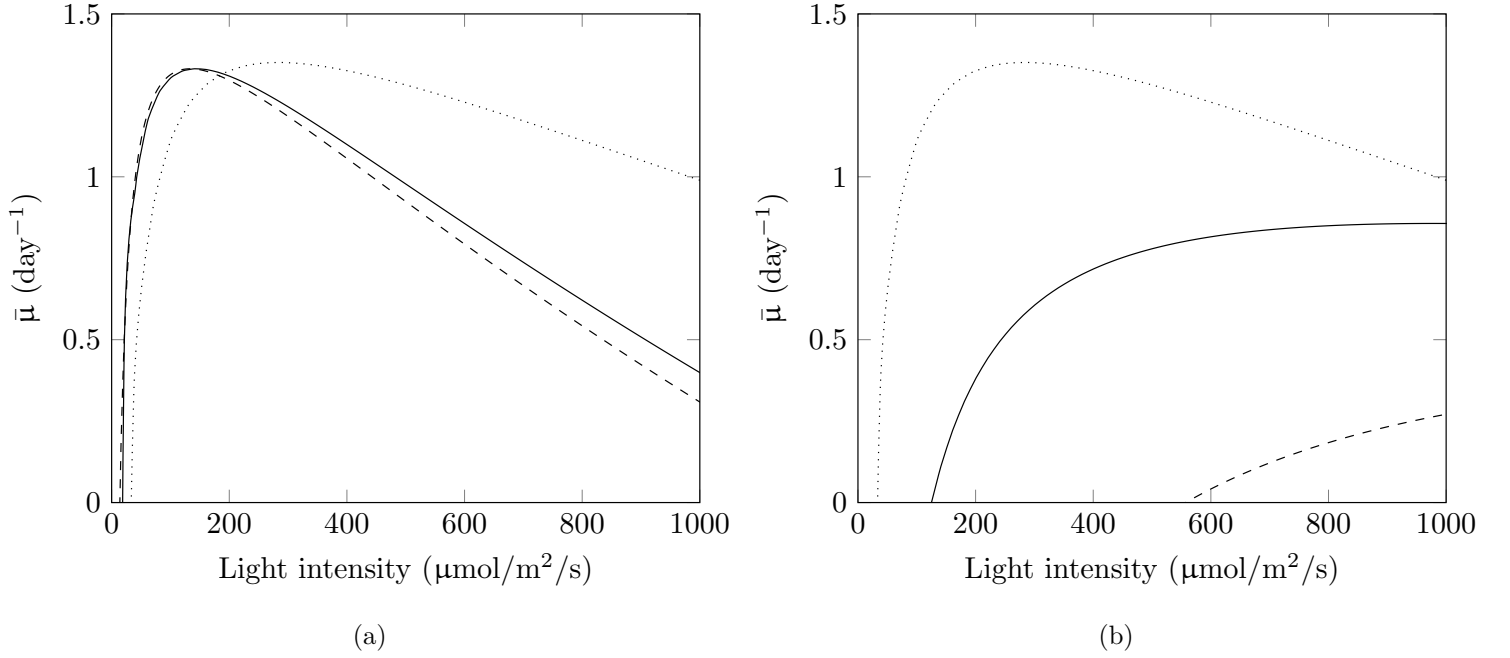 1.5
1
0.5
0
0 200 400 600 800 1000
μ̄ (day⁻¹)
Light intensity (μmol/m²/s)
(a)
1.5
1
0.5
0
0 200 400 600 800 1000
μ̄ (day⁻¹)
Light intensity (μmol/m²/s)
(b)